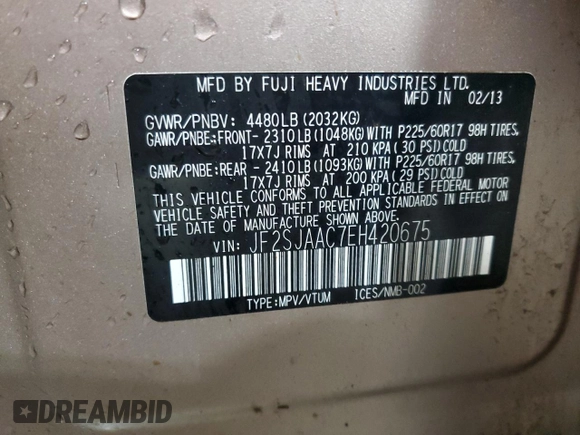 MFD BY FUJI HEAVY INDUSTRIES LTD.
MFD IN 02/13
GVWR/PNBV: 4480LB(2032KG)
GAWR/PNBE:FRONT- 2310LB(1048KG)WITH P225/60R17 98H TIRES,
17X7J RIMS AT 210 KPA(30 PSI)COLD
GAWR/PNBE:REAR - 2410LB(1093KG)WITH P225/60R17 98H TIRES,
17X7J RIMS AT 200 KPA(29 PSI)COLD
THIS VEHICLE CONFORMS TO ALL APPLICABLE FEDERAL MOTOR
VEHICLE SAFETY AND THEFT PREVENTION STANDARDS IN EFFECT
ON THE DATE OF MANUFACTURE SHOWN ABOVE.
VIN: JF2SJAAC7EH420675
TYPE:MPV/VTUM ICES/NMB-002
DREAMBID